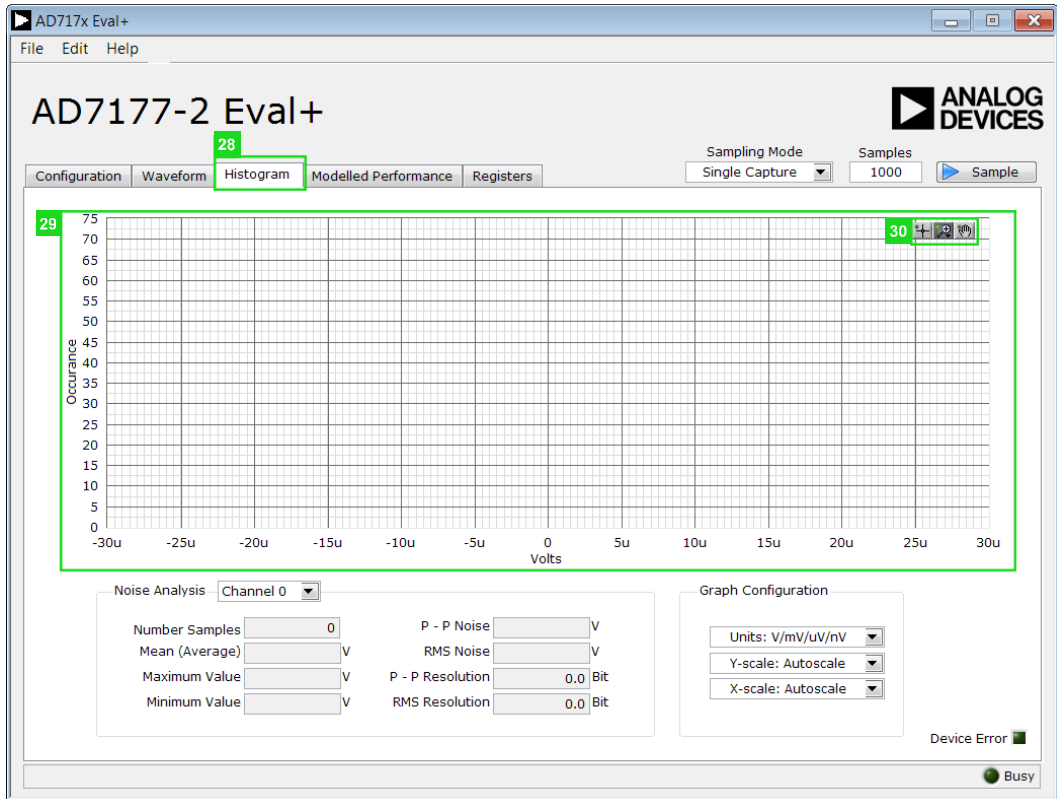 AD717x Eval+
File Edit Help
AD7177-2 Eval+
ANALOG
DEVICES
28
Sampling Mode Samples
Configuration Waveform Histogram Modelled Performance Registers Single Capture 1000 Sample
29
30
75
70
65
60
55
50
45
40
35
30
25
20
15
10
5
0
Occurance
-30u -25u -20u -15u -10u -5u 0 5u 10u 15u 20u 25u 30u
Volts
Noise Analysis Channel 0
Number Samples 0
Mean (Average) V
Maximum Value V
Minimum Value V
P - P Noise V
RMS Noise V
P - P Resolution 0.0 Bit
RMS Resolution 0.0 Bit
Graph Configuration
Units: V/mV/uV/nV
Y-scale: Autoscale
X-scale: Autoscale
Device Error
Busy